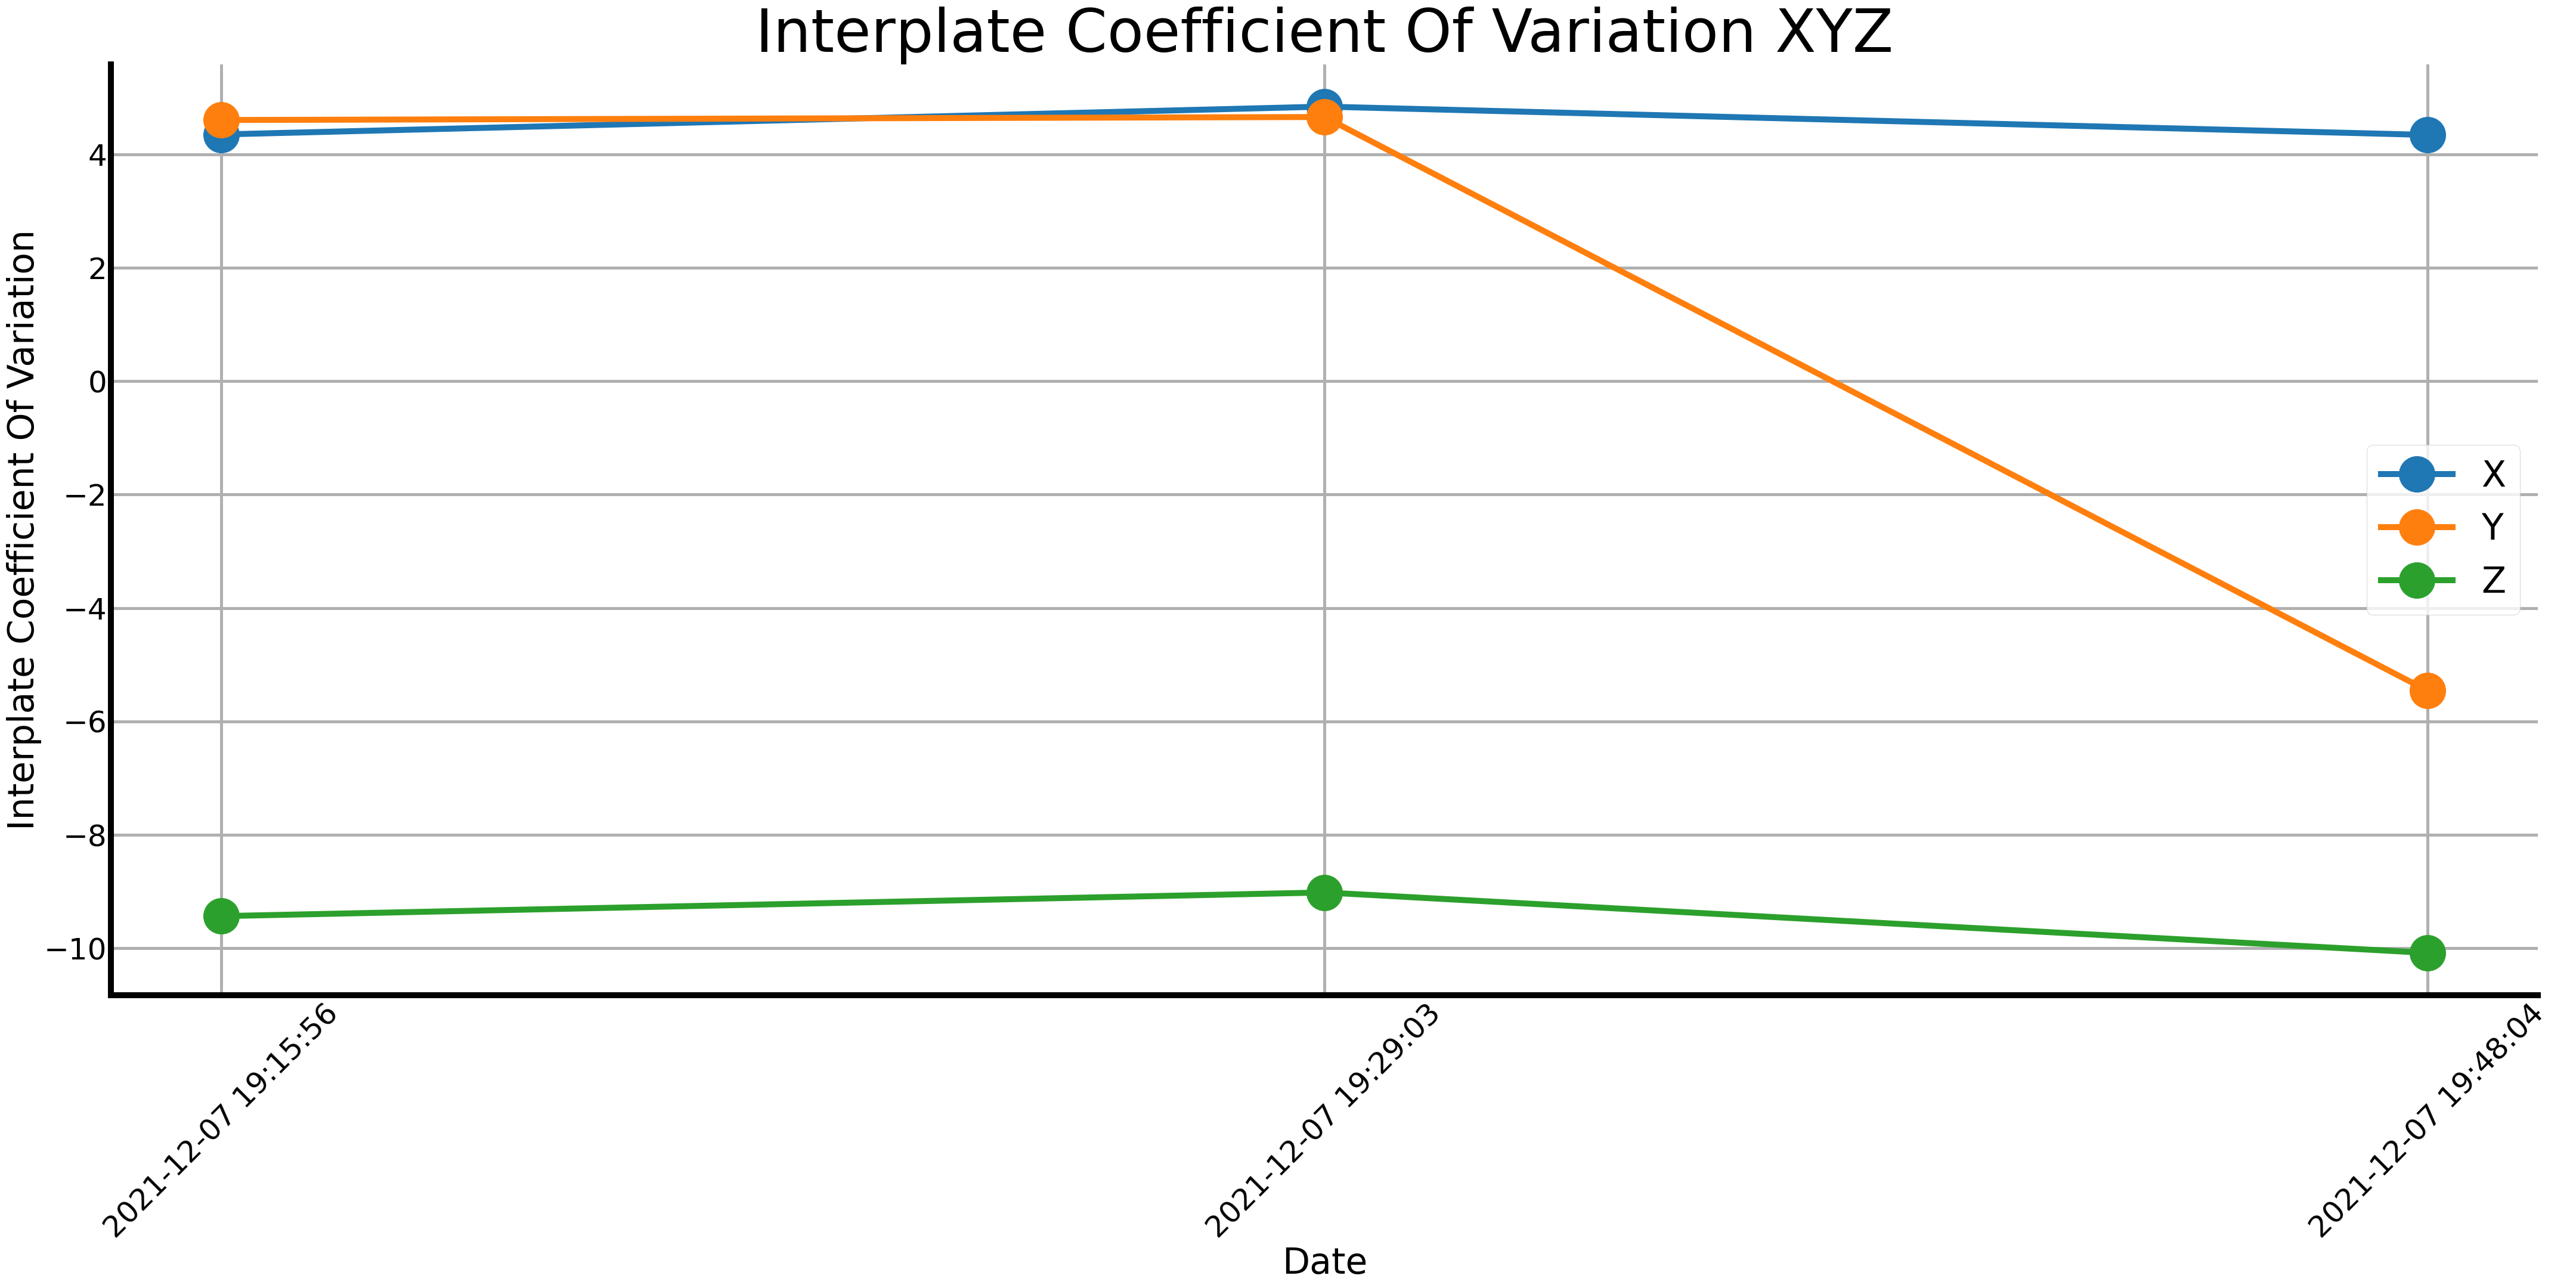 Interplate Coefficient Of Variation XYZ
Interplate Coefficient Of Variation
4
2
0
−2
−4
−6
−8
−10
X
Y
Z
2021-12-07 19:15:56
2021-12-07 19:29:03
2021-12-07 19:48:04
Date